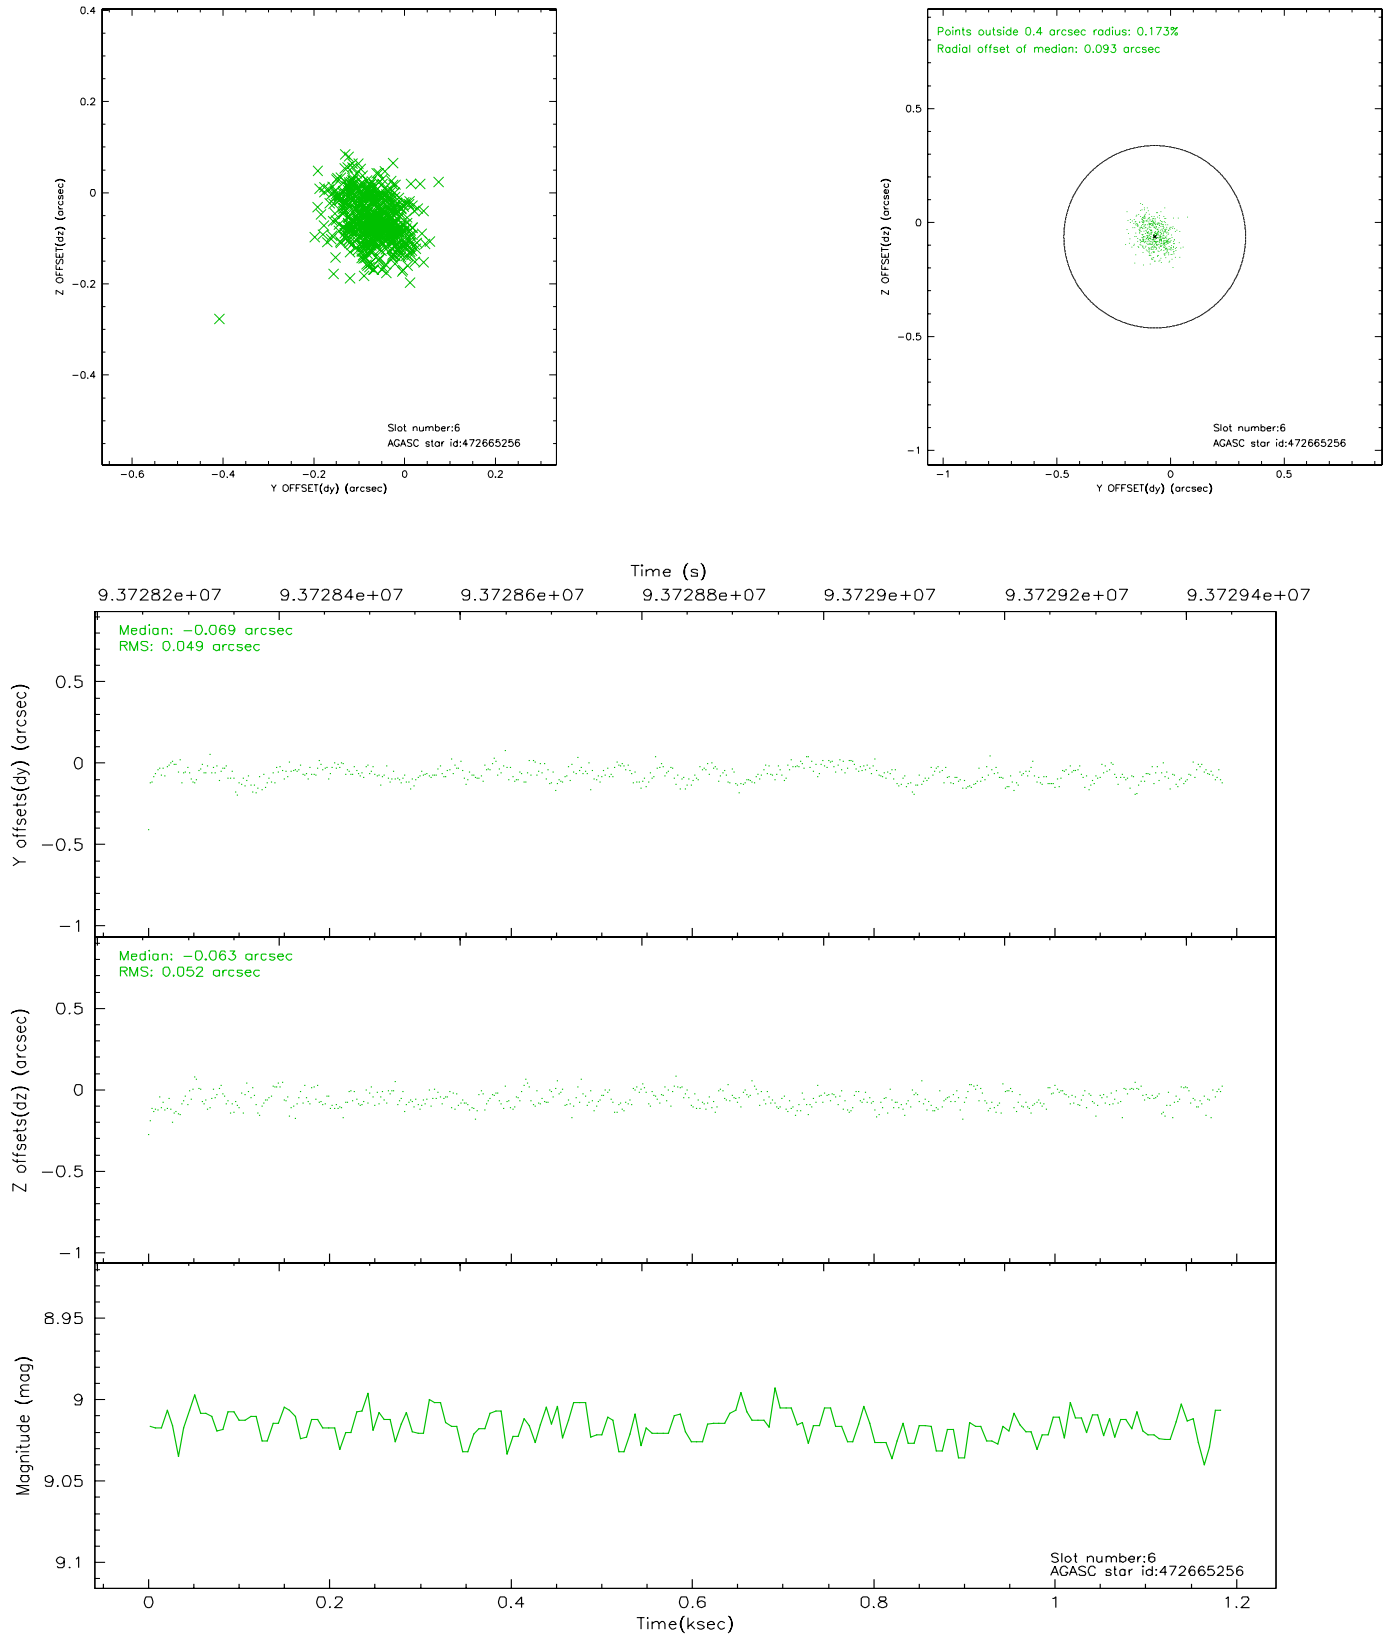 0.4
0.2
0
−0.2
−0.4
Z OFFSET(dz) (arcsec)
Slot number:6
AGASC star id:472665256
−0.6
−0.4
−0.2
0
0.2
Y OFFSET(dy) (arcsec)
Points outside 0.4 arcsec radius: 0.173%
Radial offset of median: 0.093 arcsec
0.5
0
−0.5
−1
Z OFFSET(dz) (arcsec)
Slot number:6
AGASC star id:472665256
−1
−0.5
0
0.5
Y OFFSET(dy) (arcsec)
Time (s)
9.37282e+07
9.37284e+07
9.37286e+07
9.37288e+07
9.3729e+07
9.37292e+07
9.37294e+07
Median: −0.069 arcsec
RMS: 0.049 arcsec
0.5
0
−0.5
−1
Y offsets(dy) (arcsec)
Median: −0.063 arcsec
RMS: 0.052 arcsec
0.5
0
−0.5
−1
Z offsets(dz) (arcsec)
8.95
9
9.05
9.1
Magnitude (mag)
Slot number:6
AGASC star id:472665256
0
0.2
0.4
0.6
0.8
1
1.2
Time(ksec)